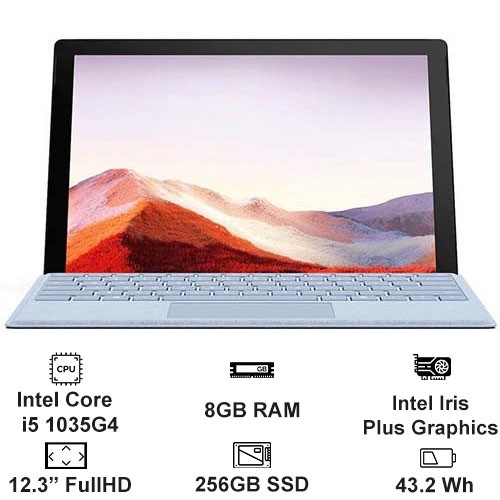 CPU
GB
Intel Core
i5 1035G4
8GB RAM
Intel Iris
Plus Graphics
12.3” FullHD
256GB SSD
43.2 Wh